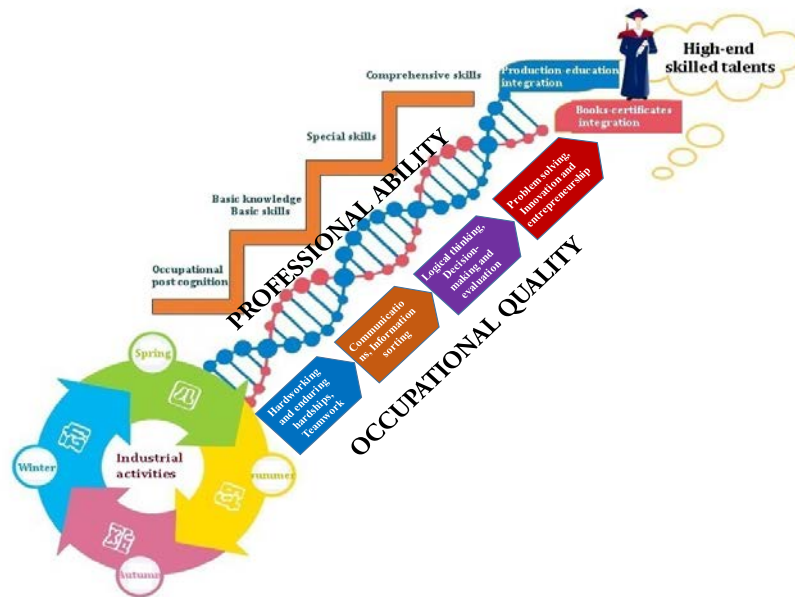 High-end
skilled talents
Production education
integration
Books-certificates
integration
Comprehensive skills
Special skills
Basic knowledge
Basic skills
Occupational
post cognition
PROFESSIONAL ABILITY
Problem solving,
Innovation and
entrepreneurship
Logical thinking,
Decision-
making and
evaluation
Communicatio
ns, Information
sorting
Hardworking
and enduring
hardships,
Teamwork
OCCUPATIONAL QUALITY
Spring
Winter
Industrial
activities
Autumn